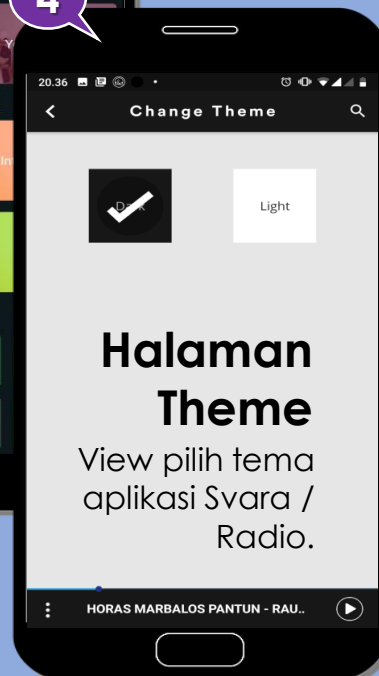 4
20.36
Change Theme
Dark
Light
Halaman
Theme
View pilih tema
aplikasi Svara /
Radio.
HORAS MARBALOS PANTUN - RAU..